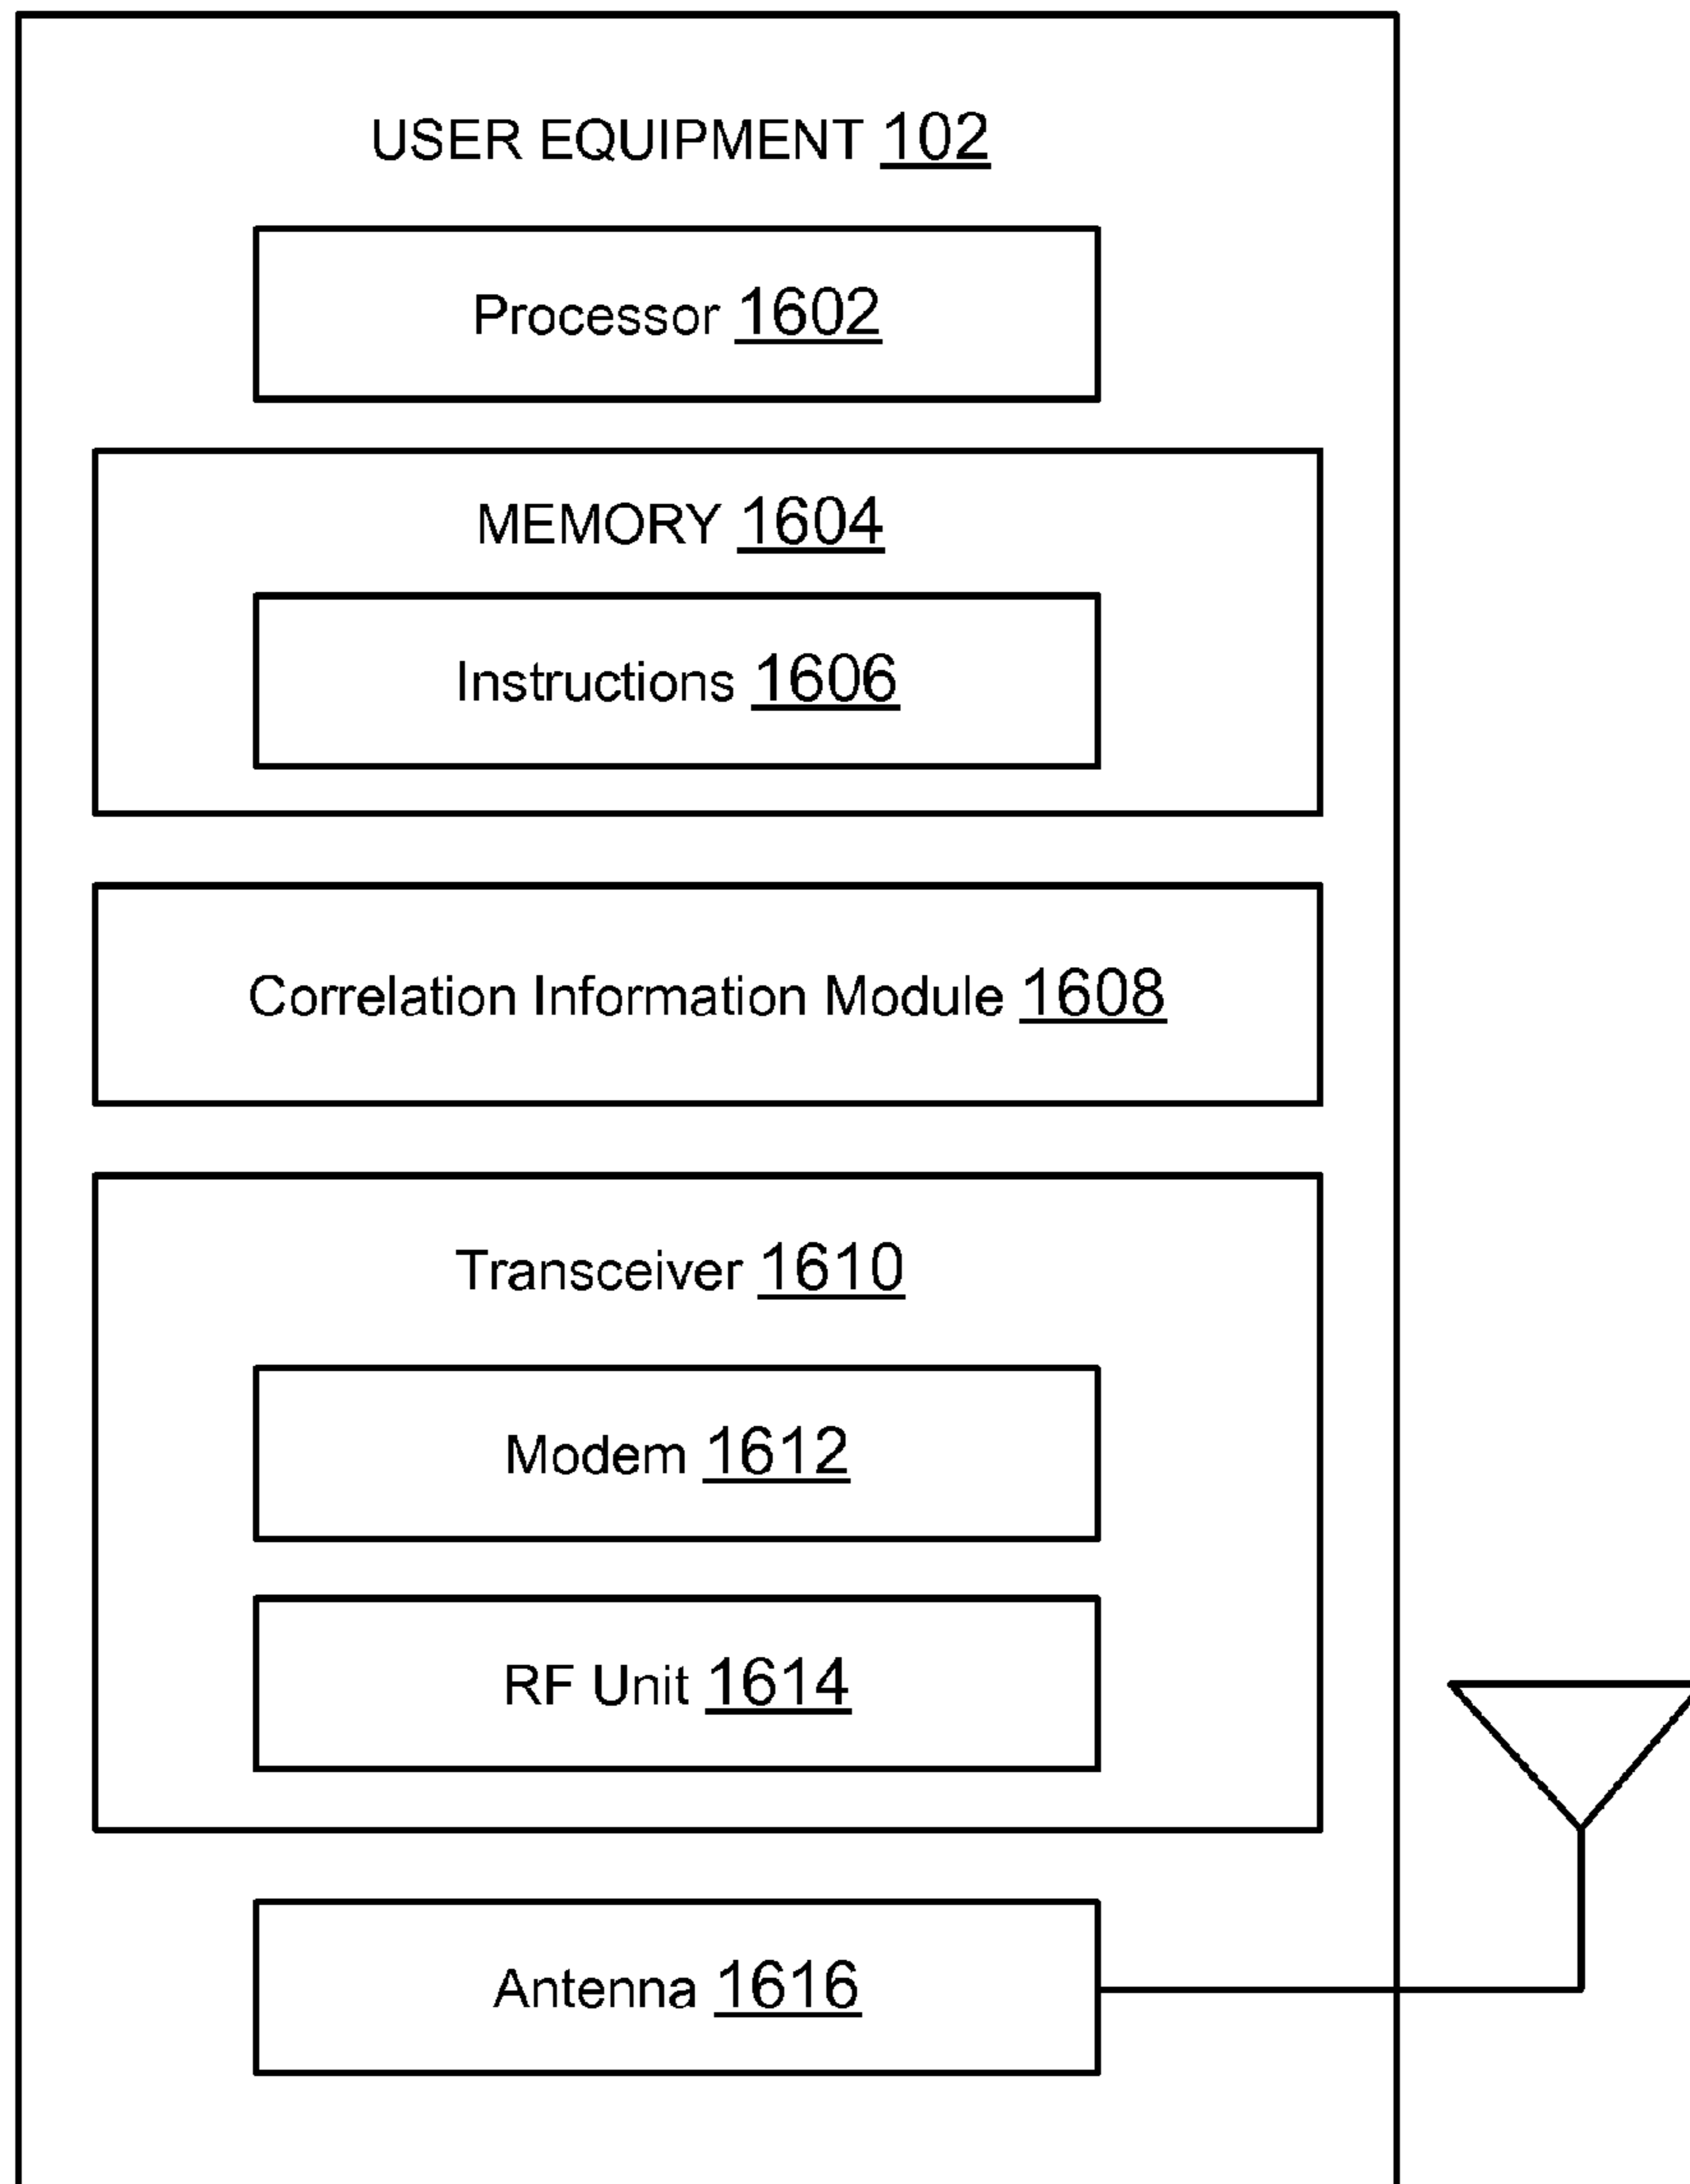 USER EQUIPMENT 102
Processor 1602
MEMORY 1604
Instructions 1606
Correlation Information Module 1608
Transceiver 1610
Modem 1612
RF Unit 1614
Antenna 1616